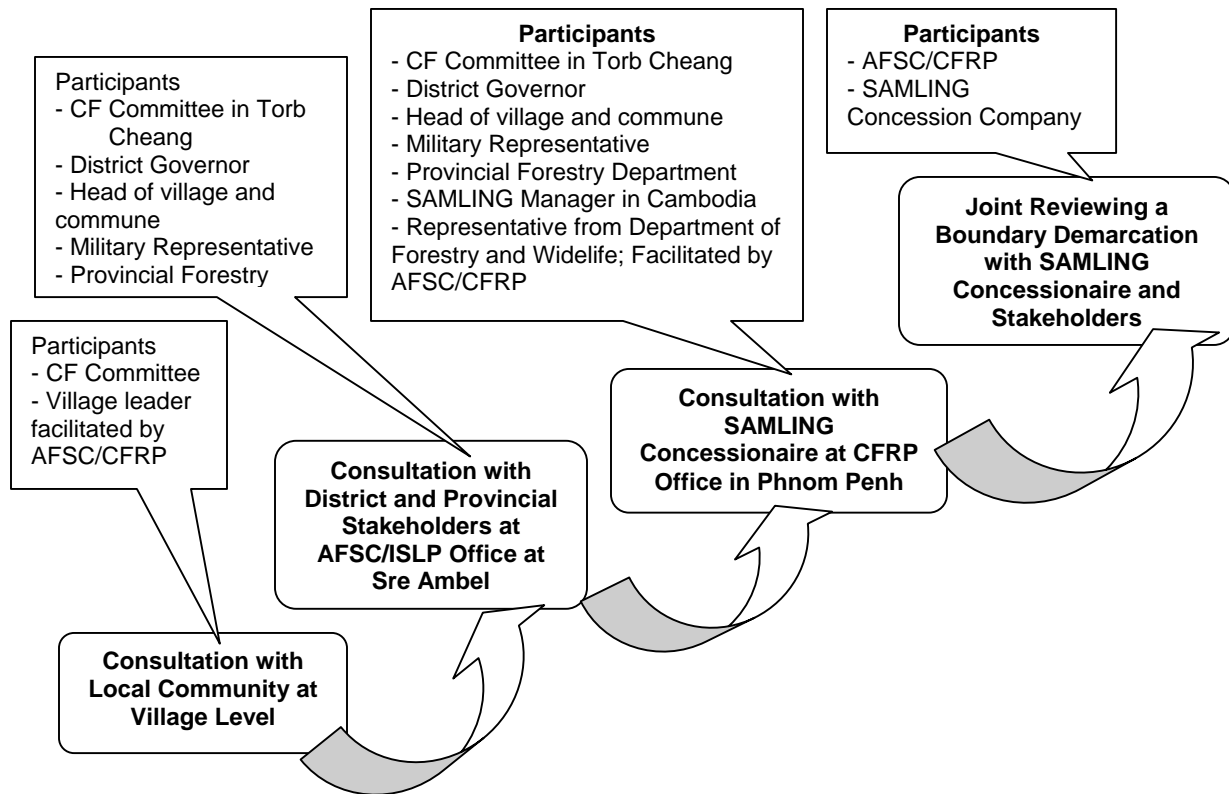 Participants
- CF Committee
- Village leader
facilitated by
AFSC/CFRP
Consultation with
Local Community at
Village Level
Participants
- CF Committee in Torb
Cheang
- District Governor
- Head of village and
commune
- Military Representative
- Provincial Forestry
Consultation with
District and Provincial
Stakeholders at
AFSC/ISLP Office at
Sre Ambel
Participants
- CF Committee in Torb Cheang
- District Governor
- Head of village and commune
- Military Representative
- Provincial Forestry Department
- SAMLING Manager in Cambodia
- Representative from Department of
Forestry and Widelife; Facilitated by
AFSC/CFRP
Consultation with
SAMLING
Concessionaire at CFRP
Office in Phnom Penh
Participants
- AFSC/CFRP
- SAMLING
Concession Company
Joint Reviewing a
Boundary Demarcation
with SAMLING
Concessionaire and
Stakeholders